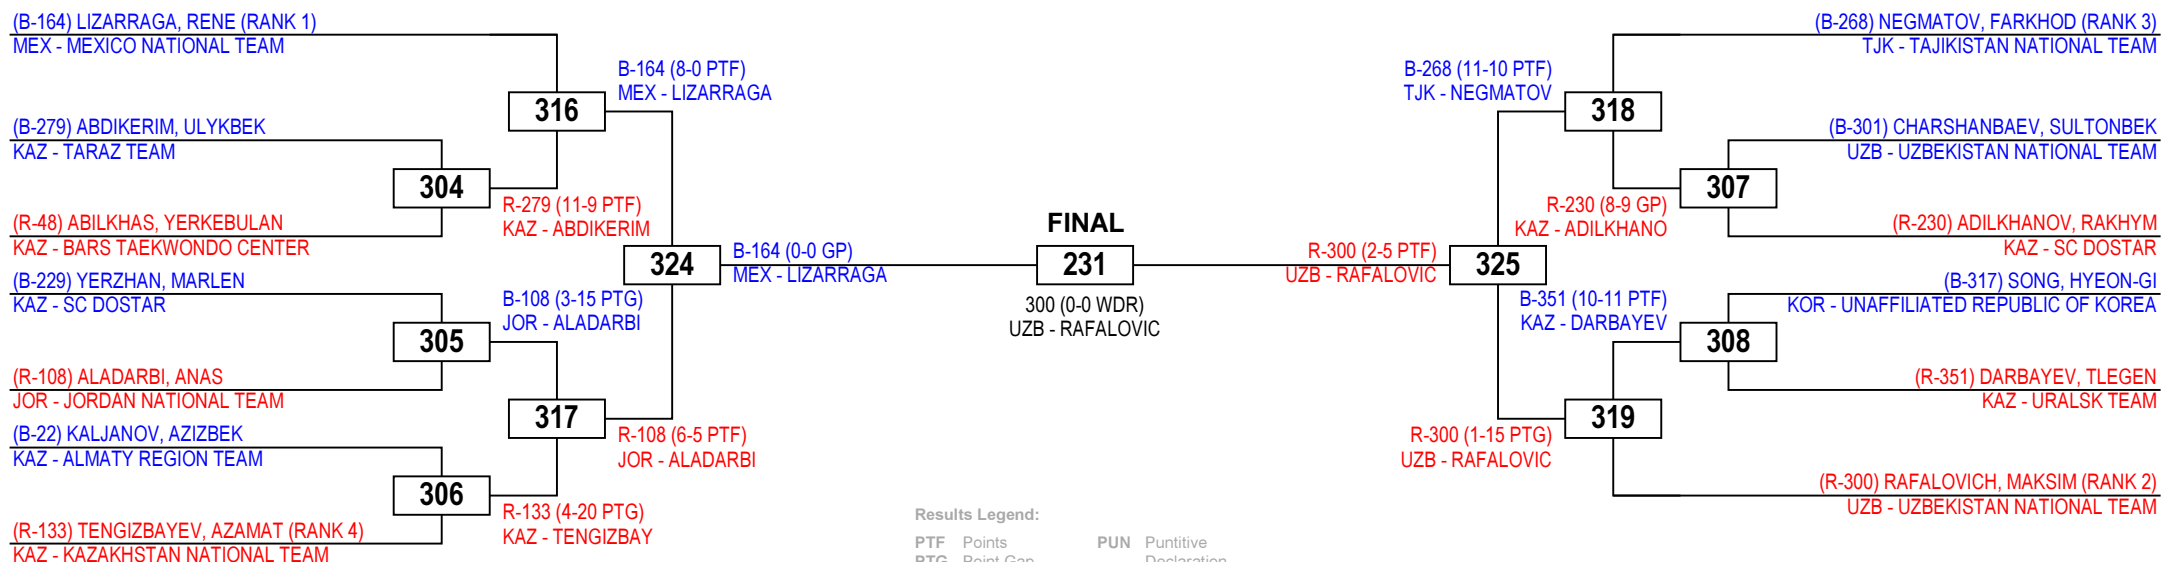 (B-164) LIZARRAGA, RENE (RANK 1)
MEX - MEXICO NATIONAL TEAM
(B-279) ABDIKERIM, ULYKBEK
KAZ - TARAZ TEAM
(R-48) ABILKHAS, YERKEBULAN
KAZ - BARS TAEKWONDO CENTER
(B-229) YERZHAN, MARLEN
KAZ - SC DOSTAR
(R-108) ALADARBI, ANAS
JOR - JORDAN NATIONAL TEAM
(B-22) KALJANOV, AZIZBEK
KAZ - ALMATY REGION TEAM
(R-133) TENGIZBAYEV, AZAMAT (RANK 4)
KAZ - KAZAKHSTAN NATIONAL TEAM
304
305
306
R-279 (11-9 PTF)
KAZ - ABDIKERIM
B-108 (3-15 PTG)
JOR - ALADARBI
R-133 (4-20 PTG)
KAZ - TENGIZBAY
316
317
B-164 (8-0 PTF)
MEX - LIZARRAGA
R-108 (6-5 PTF)
JOR - ALADARBI
324
B-164 (0-0 GP)
MEX - LIZARRAGA
FINAL
231
300 (0-0 WDR)
UZB - RAFALOVIC
R-300 (2-5 PTF)
UZB - RAFALOVIC
325
B-268 (11-10 PTF)
TJK - NEGMATOV
R-300 (1-15 PTG)
UZB - RAFALOVIC
318
319
R-230 (8-9 GP)
KAZ - ADILKHANO
B-351 (10-11 PTF)
KAZ - DARBAYEV
307
308
(B-268) NEGMATOV, FARKHOD (RANK 3)
TJK - TAJIKISTAN NATIONAL TEAM
(B-301) CHARSHANBAEV, SULTONBEK
UZB - UZBEKISTAN NATIONAL TEAM
(R-230) ADILKHANOV, RAKHYM
KAZ - SC DOSTAR
(B-317) SONG, HYEON-GI
KOR - UNAFFILIATED REPUBLIC OF KOREA
(R-351) DARBAYEV, TLEGEN
KAZ - URALSK TEAM
(R-300) RAFALOVICH, MAKSIM (RANK 2)
UZB - UZBEKISTAN NATIONAL TEAM
Results Legend:
PTF Points PUN Puntitive
PTG Point Gap Declaration